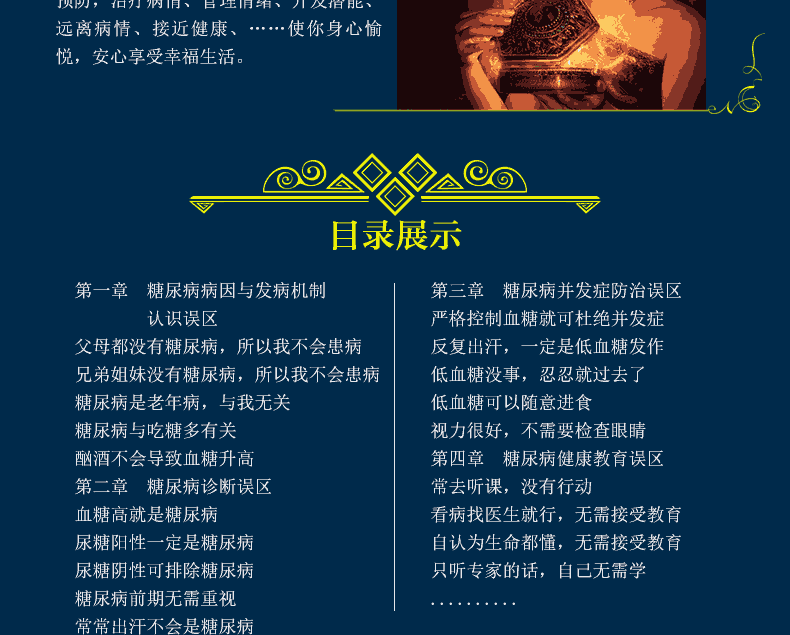 预防，治疗病情、管理情绪、开发潜能、
远离病情、接近健康、……使你身心愉
悦，安心享受幸福生活。
目录展示
第一章　糖尿病病因与发病机制
认识误区
父母都没有糖尿病，所以我不会患病
兄弟姐妹没有糖尿病，所以我不会患病
糖尿病是老年病，与我无关
糖尿病与吃糖多有关
酗酒不会导致血糖升高
第二章　糖尿病诊断误区
血糖高就是糖尿病
尿糖阳性一定是糖尿病
尿糖阴性可排除糖尿病
糖尿病前期无需重视
常常出汗不会是糖尿病
第三章　糖尿病并发症防治误区
严格控制血糖就可杜绝并发症
反复出汗，一定是低血糖发作
低血糖没事，忍忍就过去了
低血糖可以随意进食
视力很好，不需要检查眼睛
第四章　糖尿病健康教育误区
常去听课，没有行动
看病找医生就行，无需接受教育
自认为生命都懂，无需接受教育
只听专家的话，自己无需学
..........